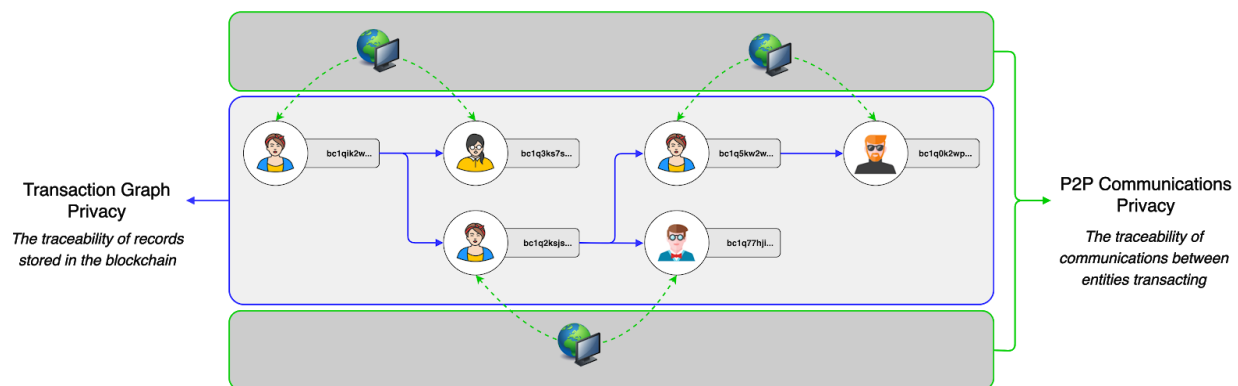 Transaction Graph
Privacy
The traceability of records
stored in the blockchain
bc1qik2w...
bc1q3ks7s...
bc1q5kw2w...
bc1q0k2wp...
bc1q2ksjs...
bc1q77hji...
P2P Communications
Privacy
The traceability of
communications between
entities transacting